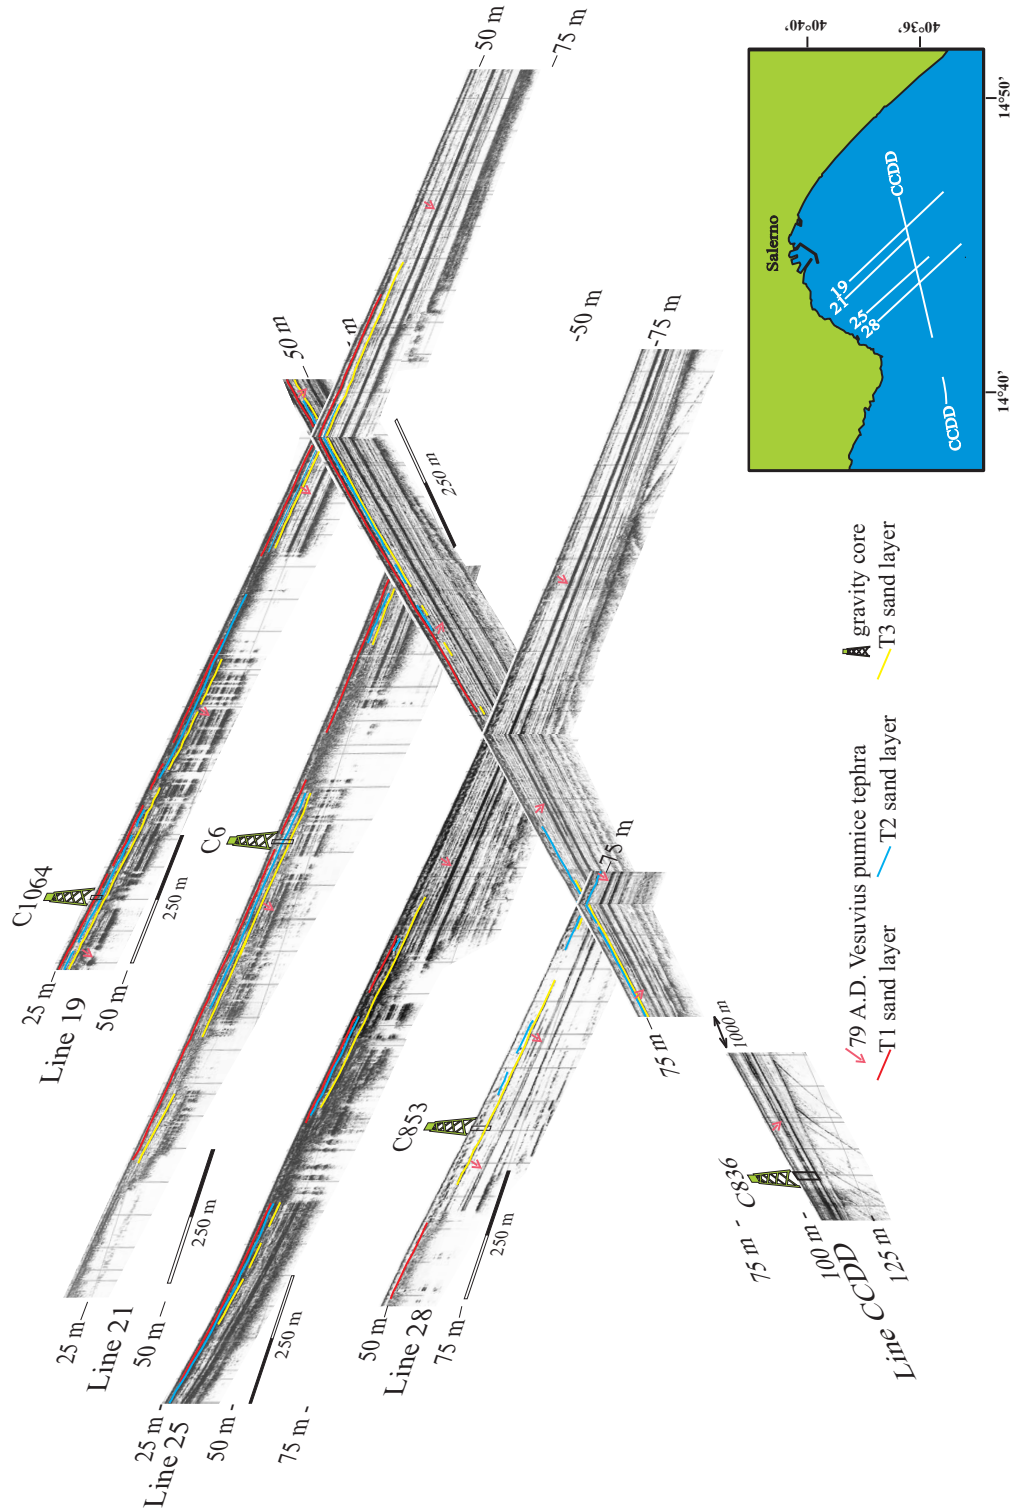 50 m
75 m
50 m
m
250 m
C1064
25 m
Line 19
50 m
250 m
C6
50 m
75 m
25 m
Line 21
50 m
250 m
75 m
C853
25 m
Line 25
50 m
75 m
250 m
50 m
Line 28
75 m
250 m
75 m
1000 m
C836
75 m
100 m
125 m
Line CCDD
79 A.D. Vesuvius pumice tephra
T1 sand layer
T2 sand layer
gravity core
T3 sand layer
40°40'
40°36'
14°50'
14°40'
Salerno
CCDD
19
21
25
28
CCDD